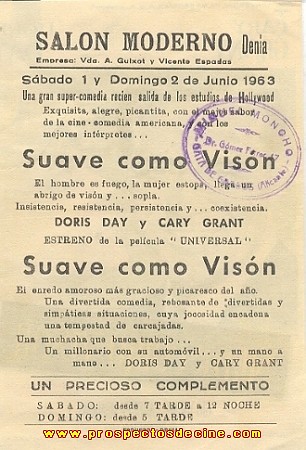 SALON MODERNO Denia
Empresa: Vda. A. Guixot y Vicente Espadas
Sábado 1 y Domingo 2 de Junio 1963
Una gran super-comedia recien salida de los estudios de Hollywood
Exquisita, alegre, picantita, con el mejor sabor
de la cine-comedia americana, y con los
mejores intérpretes...
Suave como Visón
El hombre es fuego, la mujer estopa, llega un
abrigo de visón y ... sopla.
Insistencia, resistencia, persistencia y... coexistencia.
DORIS DAY y CARY GRANT
ESTRENO de la película "UNIVERSAL"
Suave como Visón
El enredo amoroso más gracioso y picaresco del año.
Una divertida comedia, rebosante de divertidas y
simpáticas situaciones, cuya jocosidad encadena
una tempestad de carcajadas.
Una muchacha que busca trabajo...
Un millonario con su automóvil... y un mano a
mano... DORIS DAY y CARY GRANT
UN PRECIOSO COMPLEMENTO
SABADO: desde 7 TARDE a 12 NOCHE
DOMINGO: desde 5 TARDE
www.prospectosdecine.com